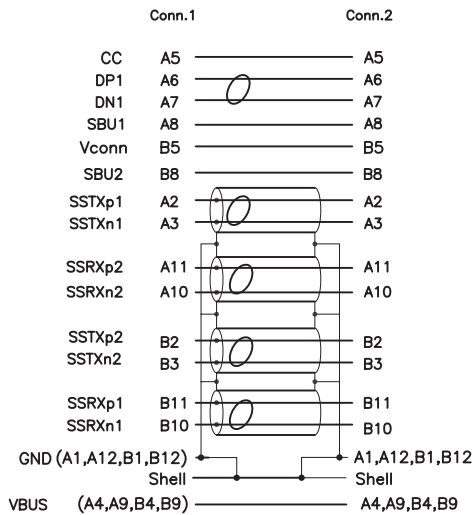 Conn.1 Conn.2
CC A5 A5
DP1 A6 A6
DN1 A7 A7
SBU1 A8 A8
Vconn B5 B5
SBU2 B8 B8
SSTXp1 A2 A2
SSTXn1 A3 A3
SSRXp2 A11 A11
SSRXn2 A10 A10
SSTXp2 B2 B2
SSTXn2 B3 B3
SSRXp1 B11 B11
SSRXn1 B10 B10
GND (A1,A12,B1,B12) A1,A12,B1,B12
Shell Shell
VBUS (A4,A9,B4,B9) A4,A9,B4,B9